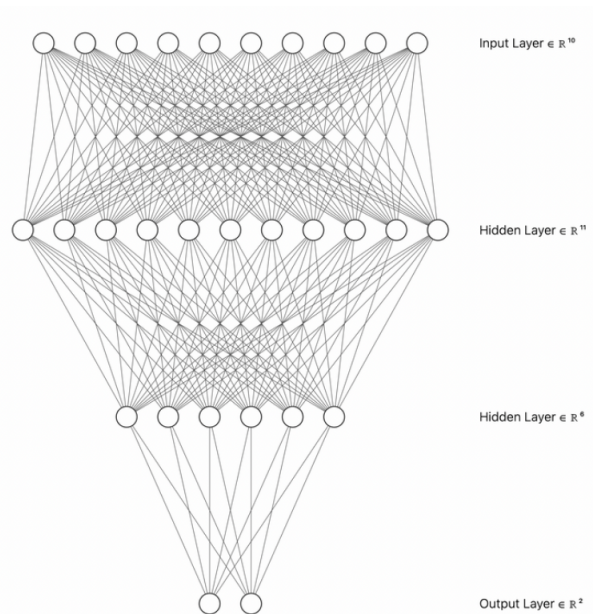 Input Layer ∈ ℝ¹⁰
Hidden Layer ∈ ℝ¹¹
Hidden Layer ∈ ℝ⁶
Output Layer ∈ ℝ²